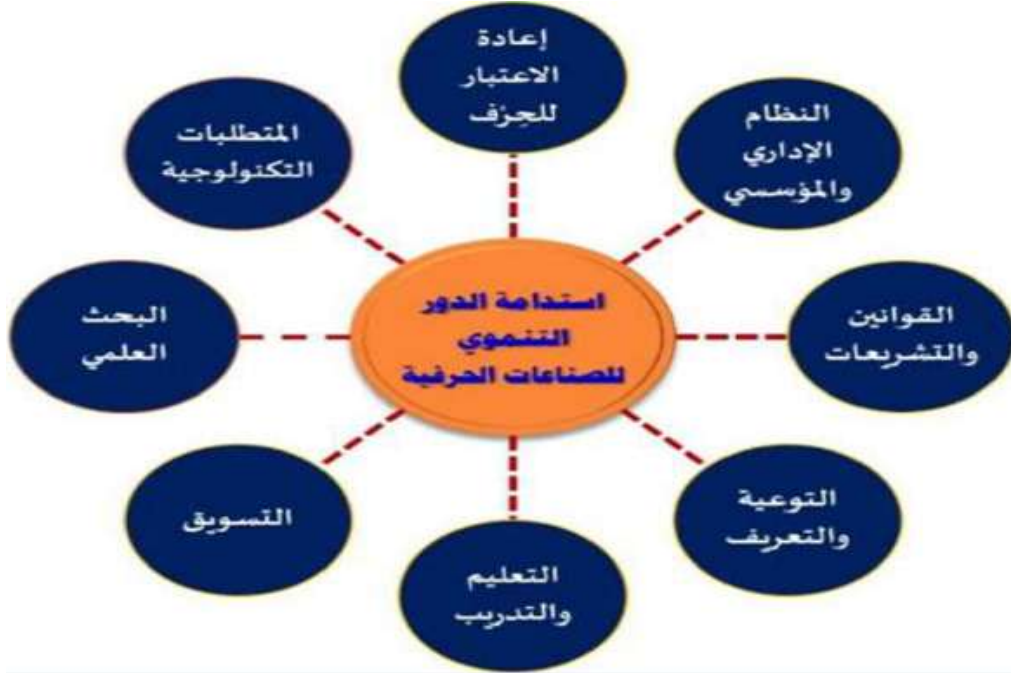 إعادة
الاعتبار
للحِرَف
النظام
الإداري
والمؤسسي
القوانين
والتشريعات
التوعية
والتعريف
التعليم
والتدريب
التسويق
البحث
العلمي
المتطلبات
التكنولوجية
استدامة الدور
التنموي
للصناعات الحرفية